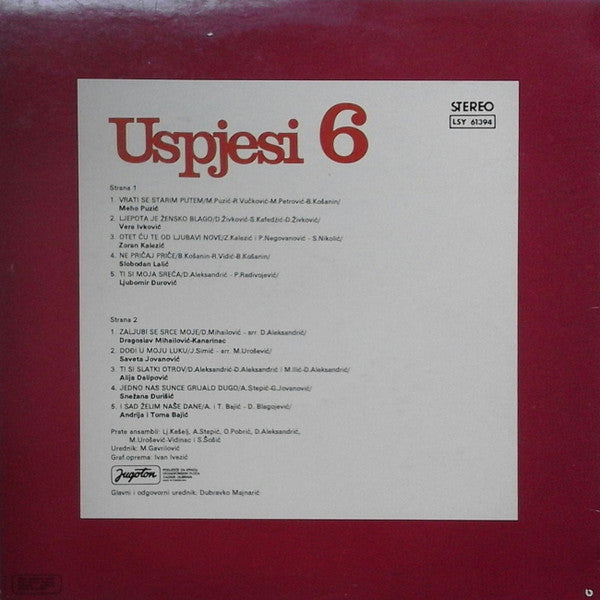 Uspjesi 6
STEREO
LSY 61394
Strana 1
1. VRATI SE STARIM PUTEM/M.Puzić-R.Vučković-M.Petrović-B.Košanin/
Meho Puzić
2. LJEPOTA JE ŽENSKO BLAGO/D.Živković-S.Kafedžić-D.Živković/
Vera Ivković
3. OTET ĆU TE OD LJUBAVI NOVE/Z.Kalezić i P.Negovanović - S.Nikolić/
Zoran Kalezić
4. NE PRIČAJ PRIČE/B.Košanin-R.Vidić-B.Košanin/
Slobodan Lalić
5. TI SI MOJA SREĆA/D.Aleksandrić - P.Radivojević/
Ljubomir Đurović
Strana 2
1. ZALJUBI SE SRCE MOJE/D.Mihailović - arr. D.Aleksandrić/
Dragoslav Mihailović-Kanarinac
2. DOĐI U MOJU LUKU/J.Simić - arr. M.Urošević/
Saveta Jovanović
3. TI SI SLATKI OTROV/D.Aleksandrić-D.Aleksandrić i M.Ilić-D.Aleksandrić/
Alija Dalipović
4. JEDNO NAS SUNCE GRIJALO DUGO/A.Stepić-G.Jovanović/
Snežana Đurišić
5. I SAD ŽELIM NAŠE DANE/A. i T. Bajić - D. Blagojević/
Andrija i Toma Bajić
Prate ansambli: Lj.Kešelj, A.Stepić, O.Pobrić, D.Aleksandrić,
M.Urošević-Vidinac i S.Šošić
Urednik: M.Gavrilović
Graf.oprema: Ivan Ivezić
Jugoton
Glavni i odgovorni urednik: Dubravko Majnarić